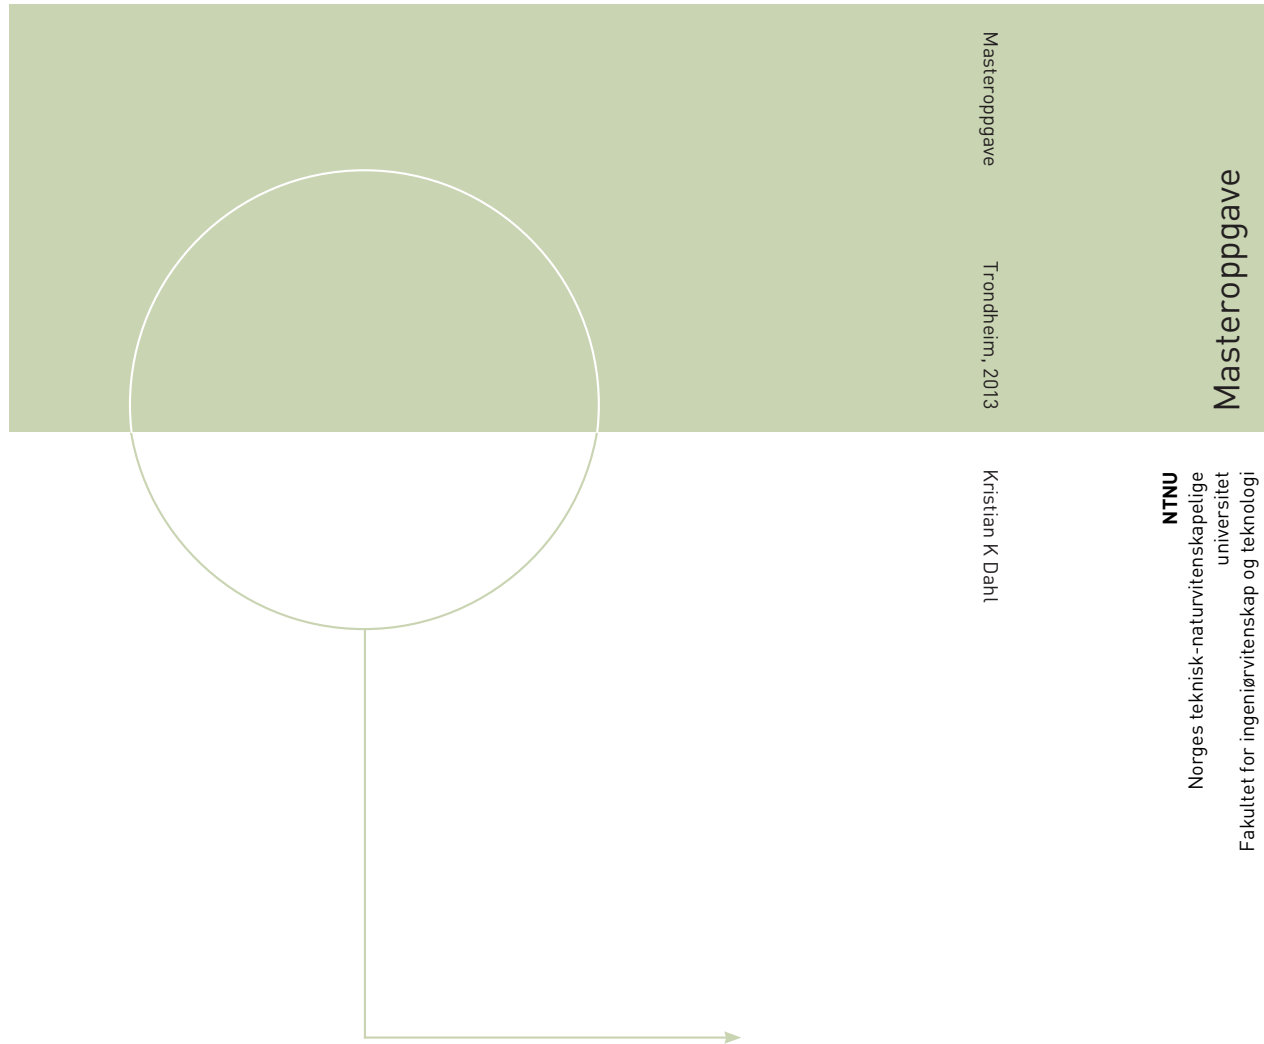 Masteroppgave
Trondheim, 2013
Kristian K Dahl
Masteroppgave
NTNU
Norges teknisk-naturvitenskapelige
universitet
Fakultet for ingeniørvitenskap og teknologi